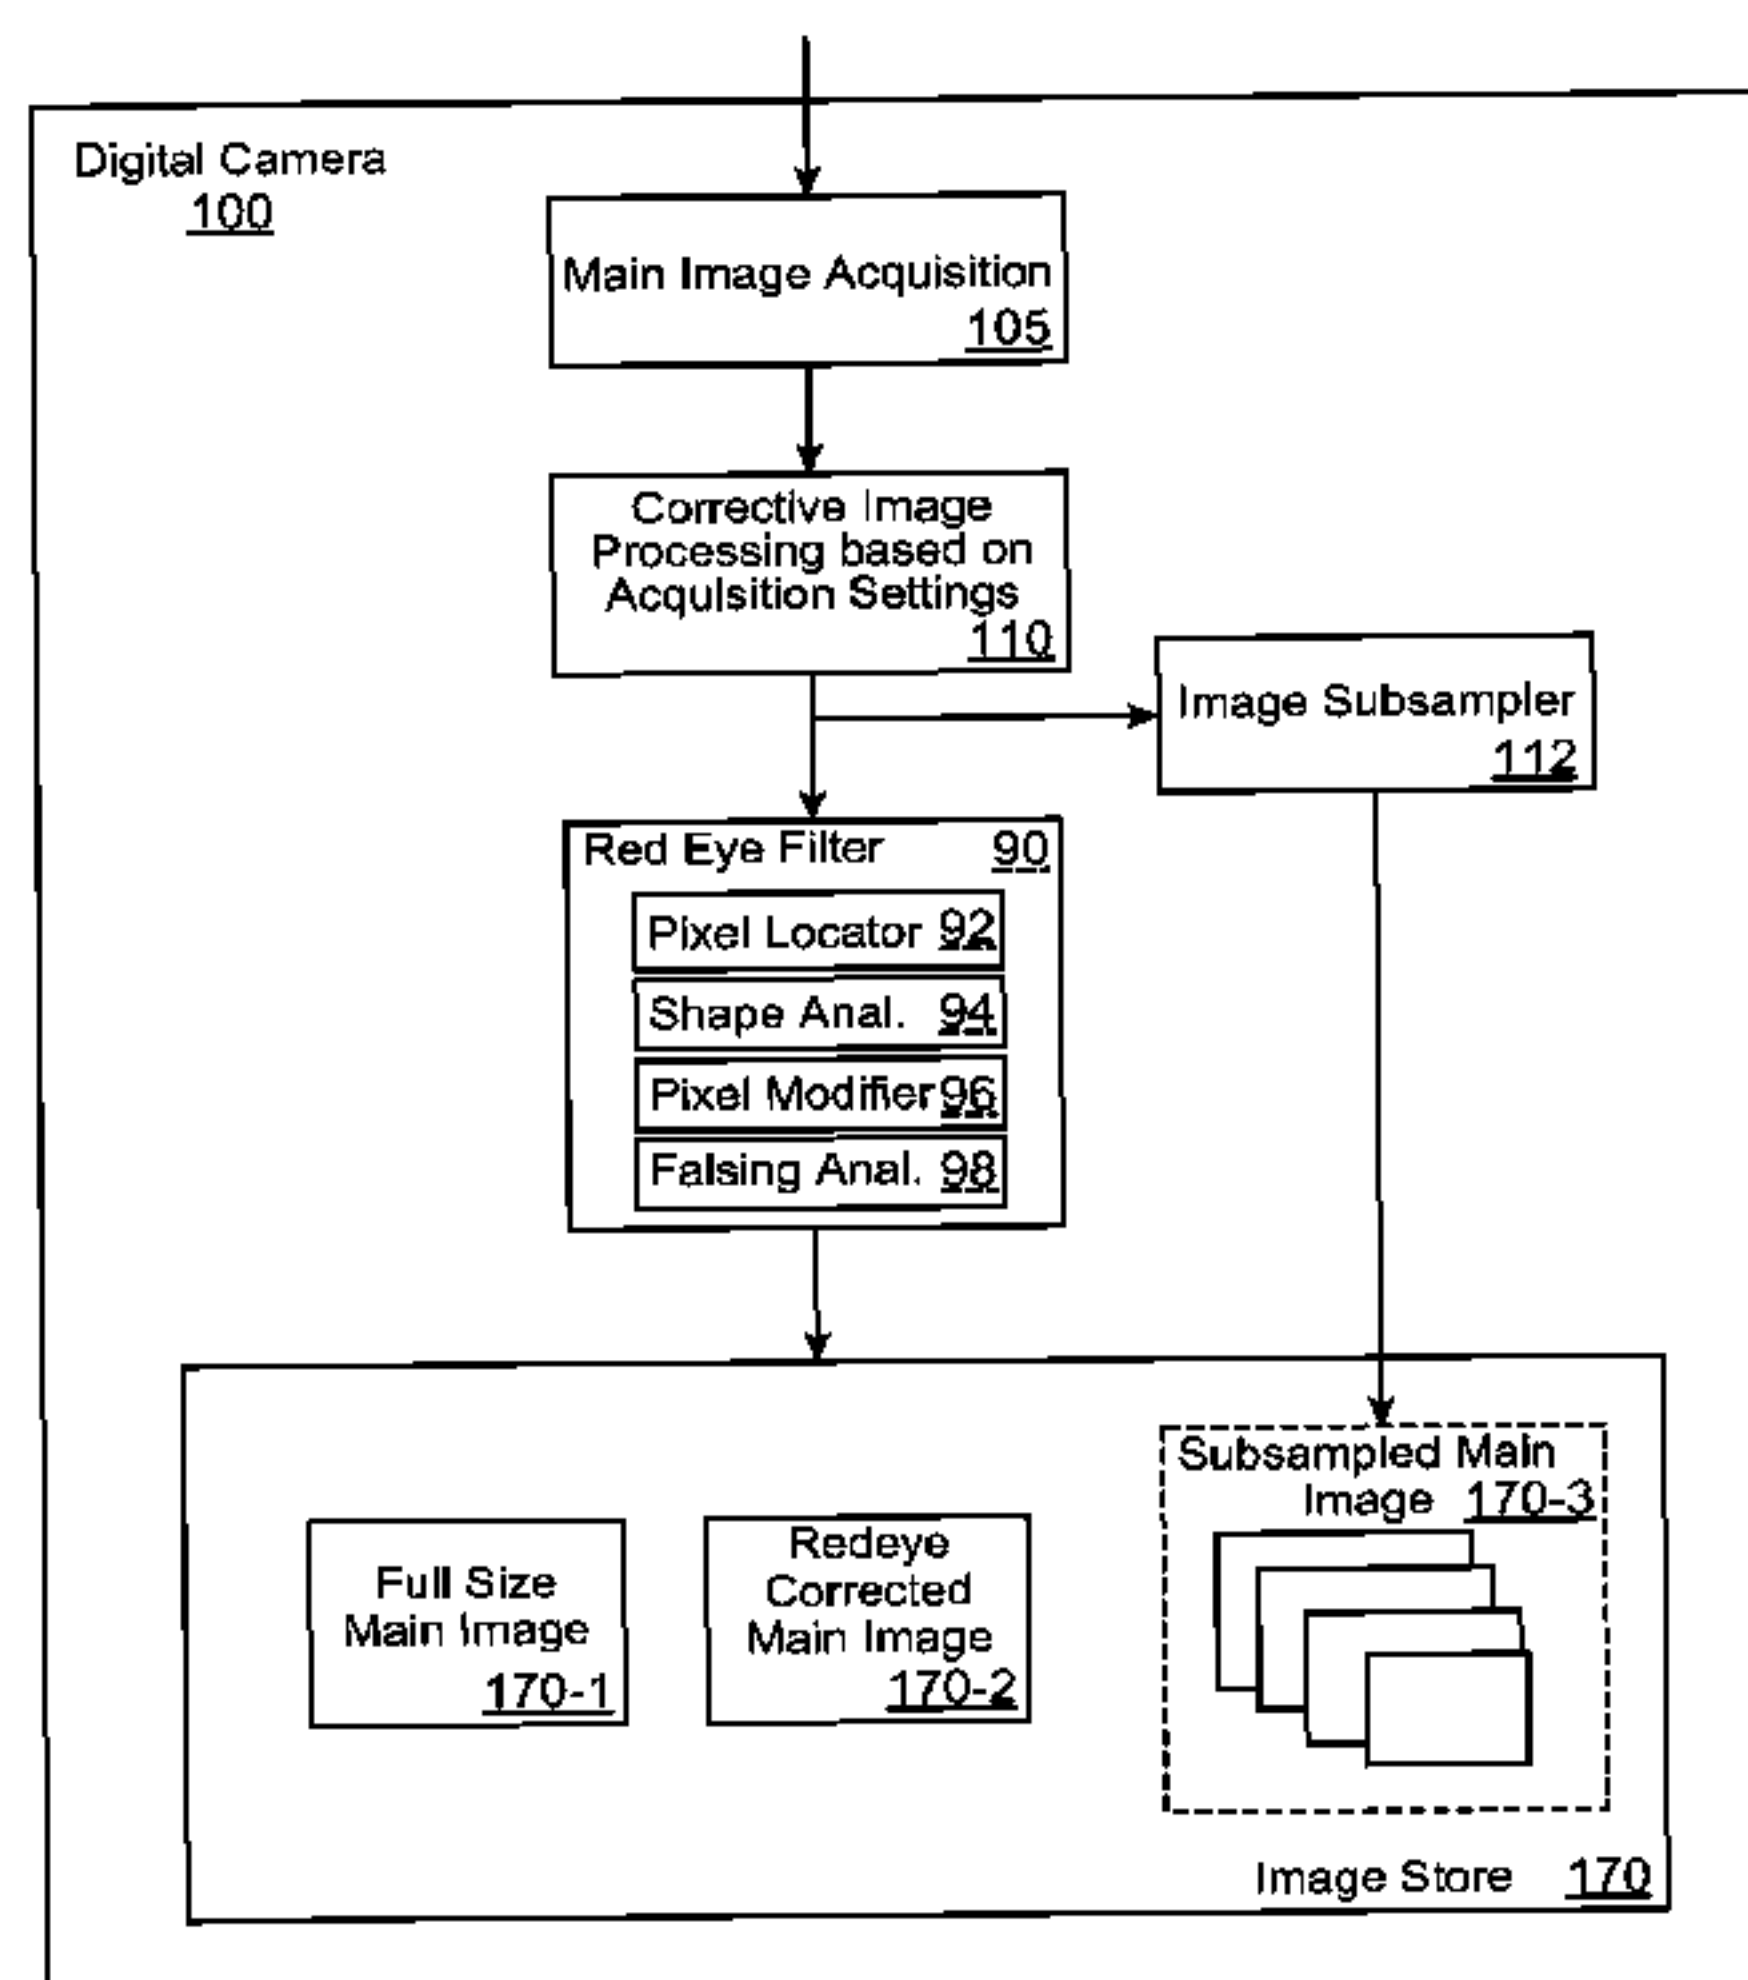 Digital Camera
100
Main Image Acquisition
105
Corrective Image
Processing based on
Acquisition Settings
110
Image Subsampler
112
Red Eye Filter 90
Pixel Locator 92
Shape Anal. 94
Pixel Modifier 96
Falsing Anal. 98
Subsampled Main
Image 170-3
Full Size
Main Image
170-1
Redeye
Corrected
Main Image
170-2
Image Store 170